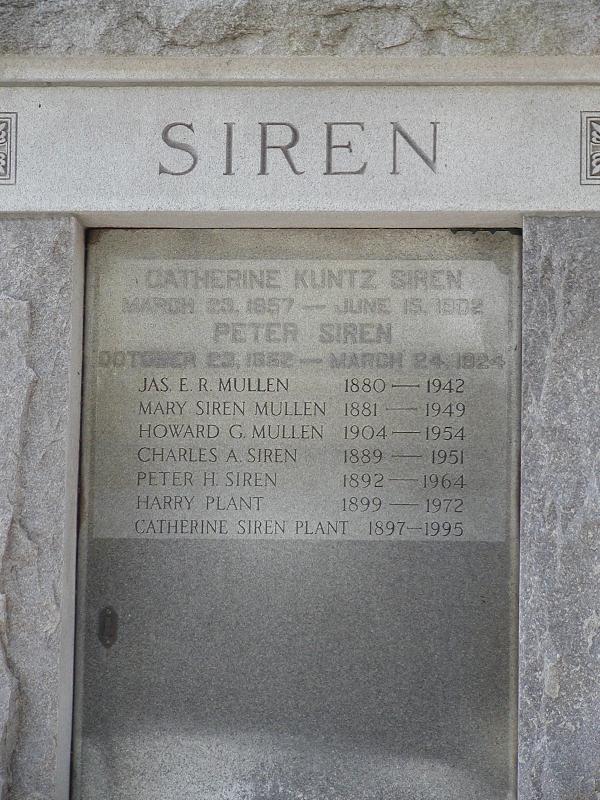 SIREN
CATHERINE KUNTZ SIREN
MARCH 23, 1857 — JUNE 15, 1902
PETER SIREN
OCTOBER 23, 1852 — MARCH 24, 1924
JAS. E. R. MULLEN 1880 — 1942
MARY SIREN MULLEN 1881 — 1949
HOWARD G. MULLEN 1904 — 1954
CHARLES A. SIREN 1889 — 1951
PETER H. SIREN 1892 — 1964
HARRY PLANT 1899 — 1972
CATHERINE SIREN PLANT 1897—1995